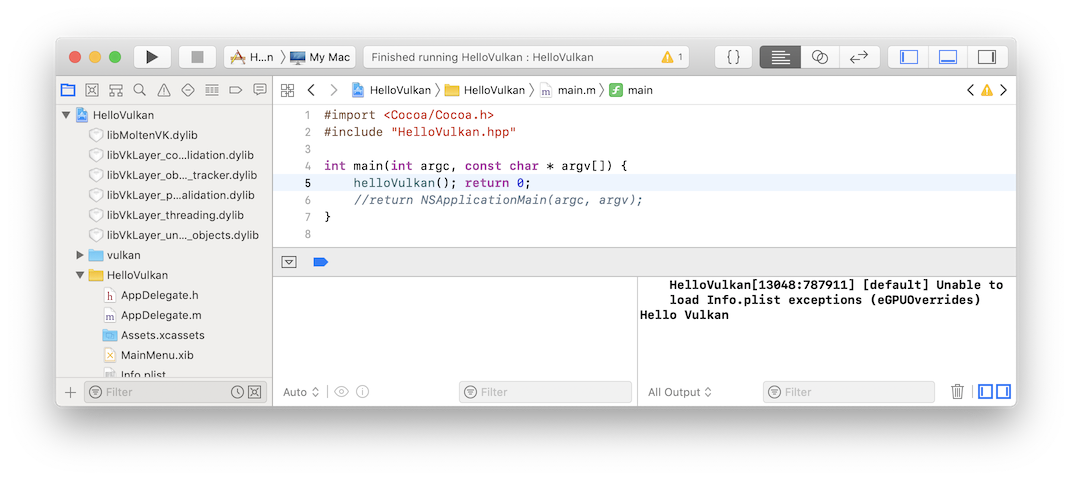 H...n 〉 My Mac
Finished running HelloVulkan : HelloVulkan
1
{ }
HelloVulkan
libMoltenVK.dylib
libVkLayer_co...lidation.dylib
libVkLayer_ob..._tracker.dylib
libVkLayer_p...alidation.dylib
libVkLayer_threading.dylib
libVkLayer_un..._objects.dylib
vulkan
HelloVulkan
h AppDelegate.h
m AppDelegate.m
Assets.xcassets
MainMenu.xib
Info.plist
Filter
HelloVulkan 〉 HelloVulkan 〉 m main.m 〉 f main
1 #import <Cocoa/Cocoa.h>
2 #include "HelloVulkan.hpp"
3
4 int main(int argc, const char * argv[]) {
5 helloVulkan(); return 0;
6 //return NSApplicationMain(argc, argv);
7 }
8
Auto
Filter
HelloVulkan[13048:787911] [default] Unable to
load Info.plist exceptions (eGPUOverrides)
Hello Vulkan
All Output
Filter